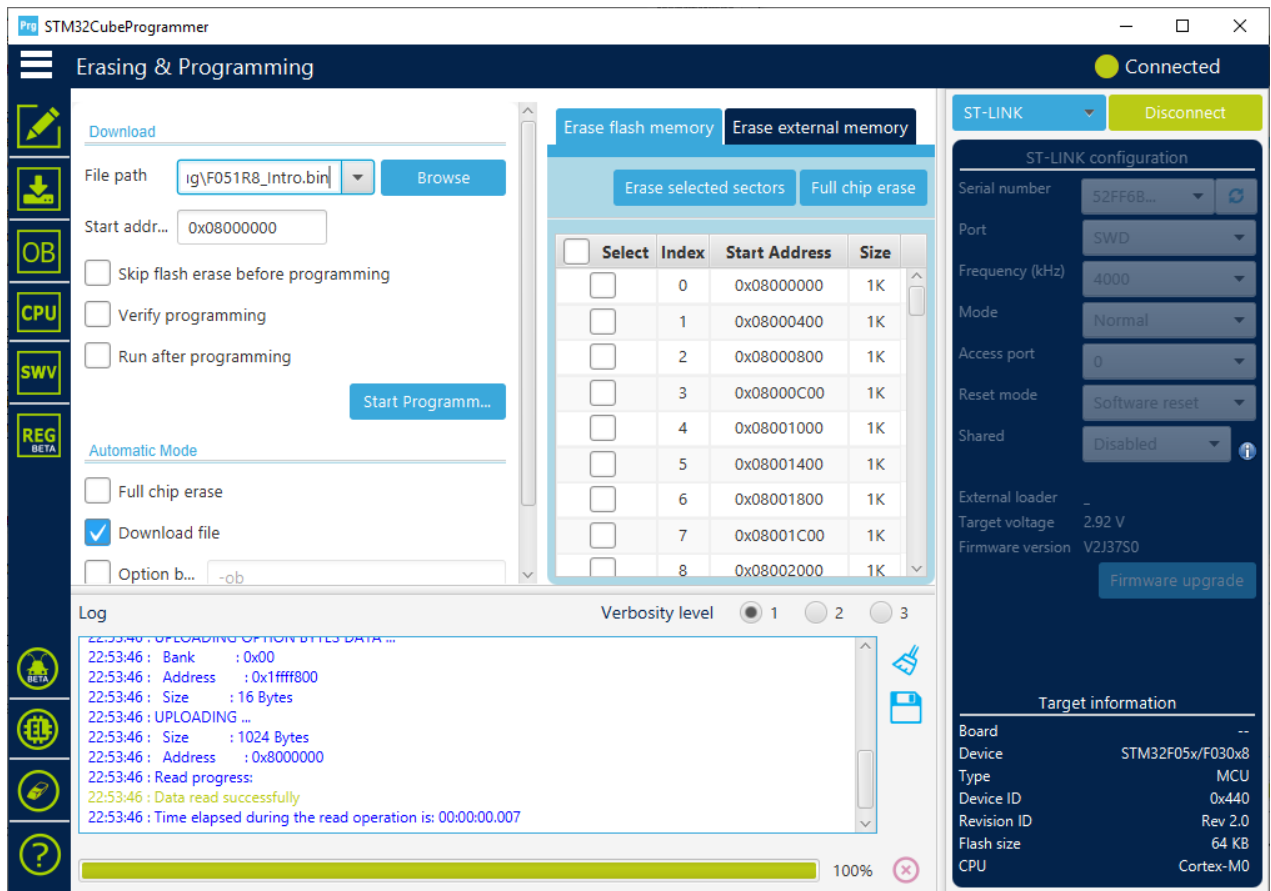 Prg STM32CubeProgrammer
Erasing & Programming
Connected
OB
CPU
SWV
REG
BETA
BETA
Download
File path
ıg\F051R8_Intro.bin
Browse
Start addr...
0x08000000
Skip flash erase before programming
Verify programming
Run after programming
Start Programm...
Automatic Mode
Full chip erase
Download file
Option b...
-ob
Erase flash memory
Erase external memory
Erase selected sectors
Full chip erase
Select Index Start Address Size
0 0x08000000 1K
1 0x08000400 1K
2 0x08000800 1K
3 0x08000C00 1K
4 0x08001000 1K
5 0x08001400 1K
6 0x08001800 1K
7 0x08001C00 1K
8 0x08002000 1K
Log
Verbosity level 1 2 3
22:53:46 : UPLOADING OPTION BYTES DATA ...
22:53:46 : Bank : 0x00
22:53:46 : Address : 0x1ffff800
22:53:46 : Size : 16 Bytes
22:53:46 : UPLOADING ...
22:53:46 : Size : 1024 Bytes
22:53:46 : Address : 0x8000000
22:53:46 : Read progress:
22:53:46 : Data read successfully
22:53:46 : Time elapsed during the read operation is: 00:00:00.007
100%
ST-LINK
Disconnect
ST-LINK configuration
Serial number 52FF6B...
Port SWD
Frequency (kHz) 4000
Mode Normal
Access port 0
Reset mode Software reset
Shared Disabled
External loader _
Target voltage 2.92 V
Firmware version V2J37S0
Firmware upgrade
Target information
Board --
Device STM32F05x/F030x8
Type MCU
Device ID 0x440
Revision ID Rev 2.0
Flash size 64 KB
CPU Cortex-M0